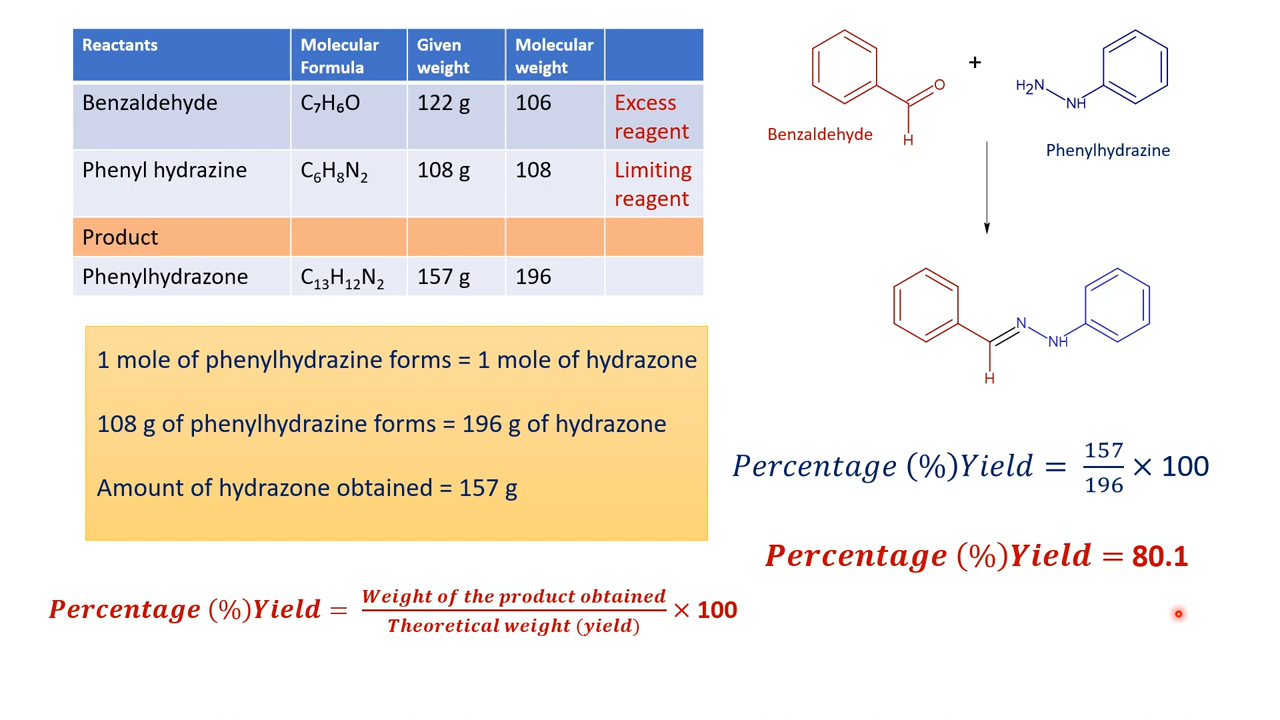 Reactants Molecular Formula Given weight Molecular weight
Benzaldehyde C₇H₆O 122 g 106 Excess reagent
Phenyl hydrazine C₆H₈N₂ 108 g 108 Limiting reagent
Product
Phenylhydrazone C₁₃H₁₂N₂ 157 g 196
1 mole of phenylhydrazine forms = 1 mole of hydrazone
108 g of phenylhydrazine forms = 196 g of hydrazone
Amount of hydrazone obtained = 157 g
Percentage (%)Yield = Weight of the product obtained / Theoretical weight (yield) × 100
O
H
Benzaldehyde
+
H₂N
NH
Phenylhydrazine
N
NH
H
Percentage (%)Yield = 157 / 196 × 100
Percentage (%)Yield = 80.1